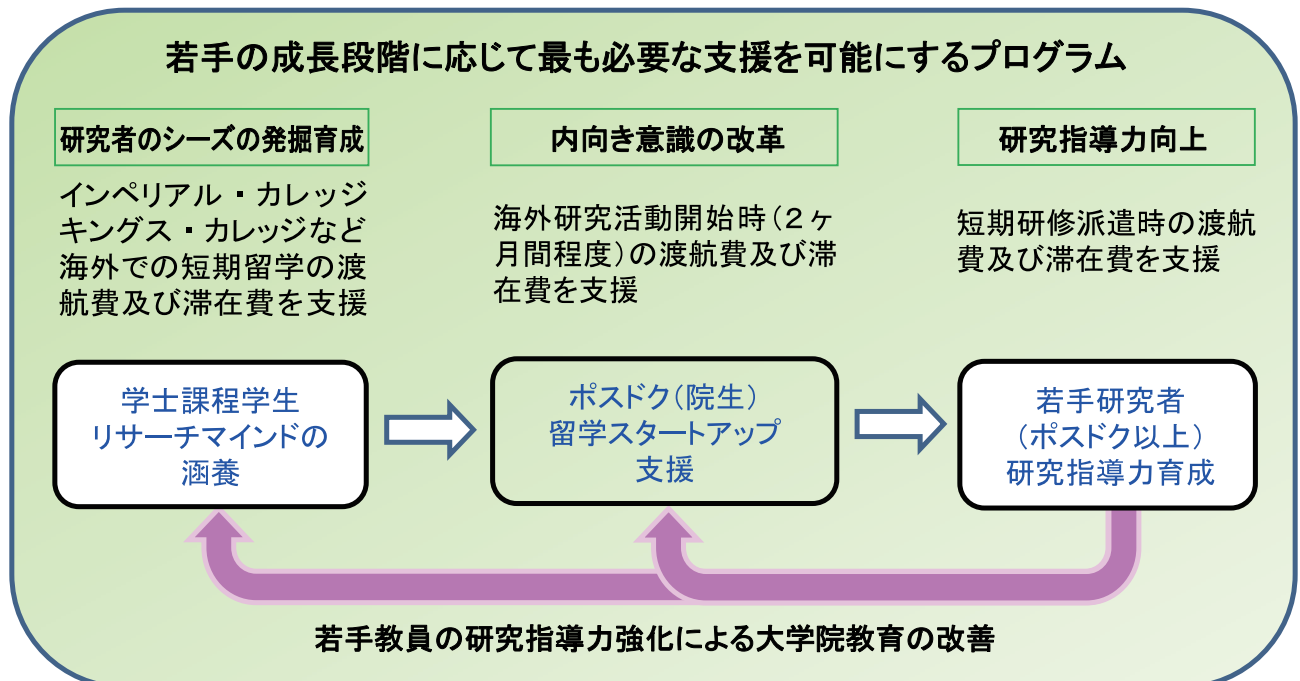 若手の成長段階に応じて最も必要な支援を可能にするプログラム
研究者のシーズの発掘育成
インペリアル・カレッジ
キングス・カレッジなど
海外での短期留学の渡
航費及び滞在費を支援
内向き意識の改革
海外研究活動開始時(2ヶ
月間程度)の渡航費及び滞
在費を支援
研究指導力向上
短期研修派遣時の渡航
費及び滞在費を支援
学士課程学生
リサーチマインドの
涵養
ポスドク(院生)
留学スタートアップ
支援
若手研究者
(ポスドク以上)
研究指導力育成
若手教員の研究指導力強化による大学院教育の改善